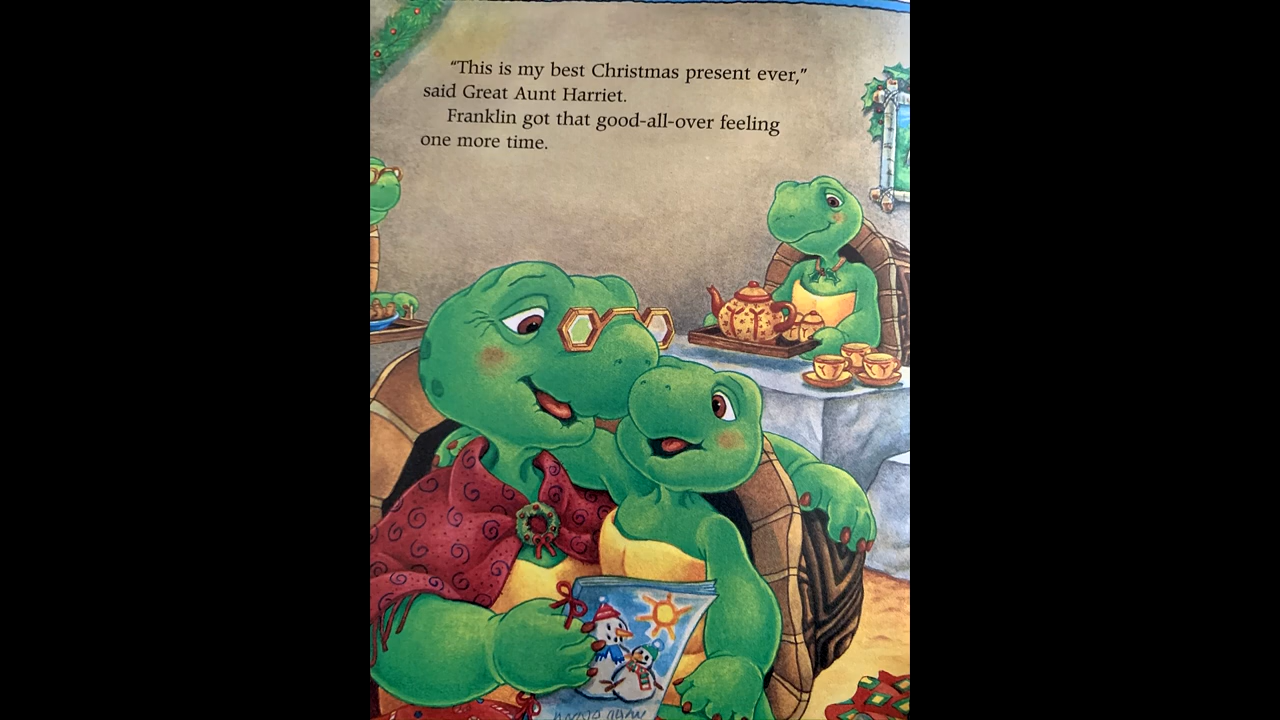 “This is my best Christmas present ever,”
said Great Aunt Harriet.
Franklin got that good-all-over feeling
one more time.